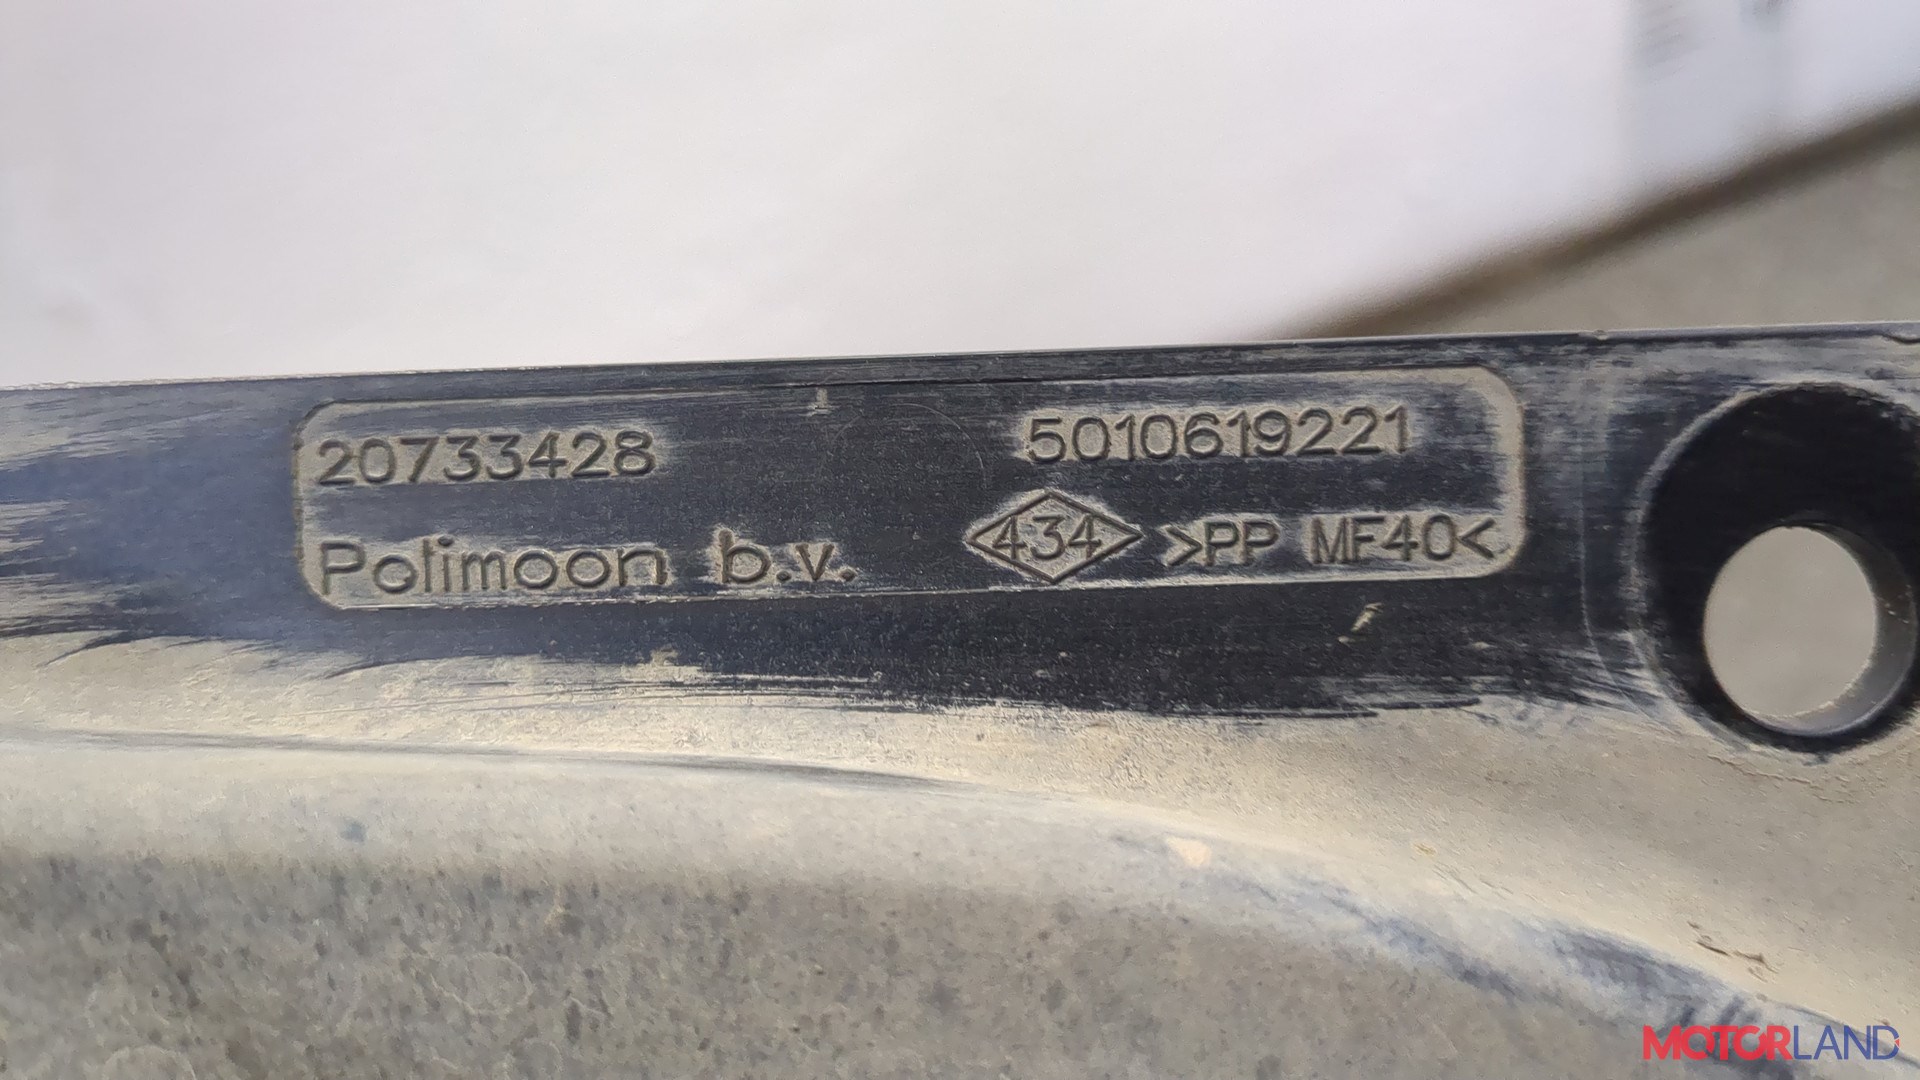 20733428 5010619221
Polimoon b.v. 434 >PP MF40<
MOTORLAND